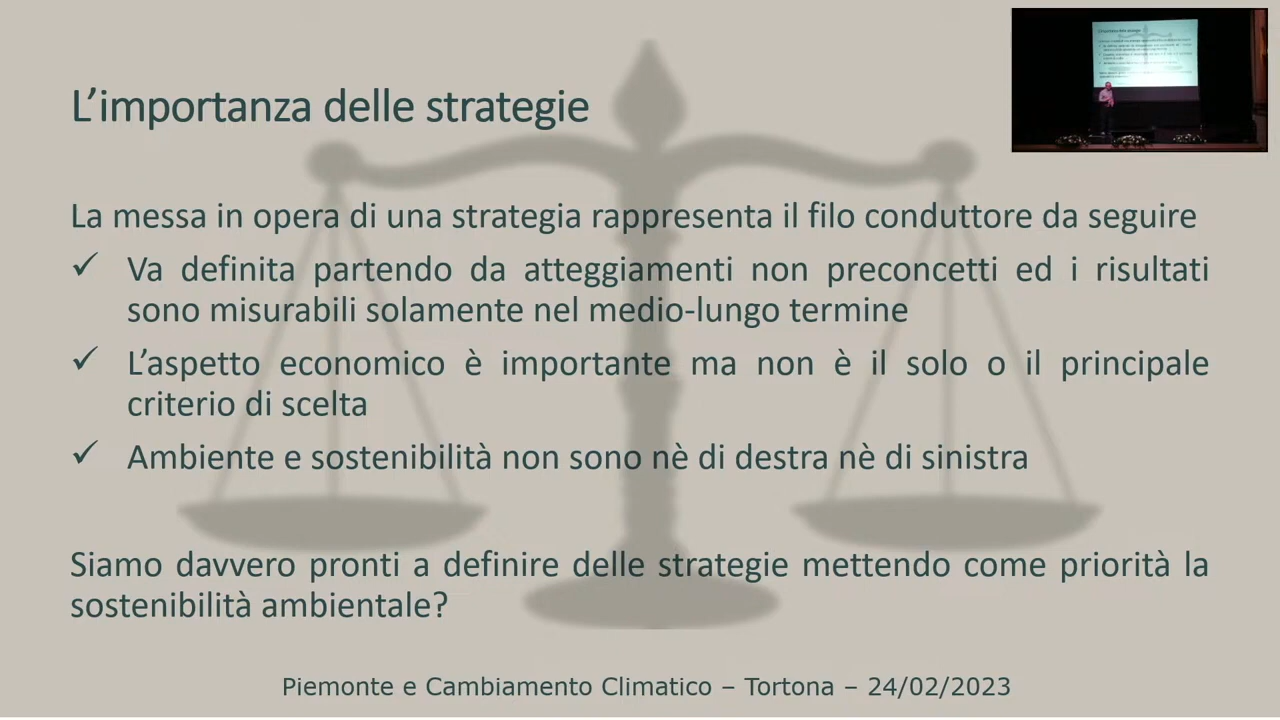 L’importanza delle strategie
La messa in opera di una strategia rappresenta il filo conduttore da seguire
✓ Va definita partendo da atteggiamenti non preconcetti ed i risultati
sono misurabili solamente nel medio-lungo termine
✓ L’aspetto economico è importante ma non è il solo o il principale
criterio di scelta
✓ Ambiente e sostenibilità non sono nè di destra nè di sinistra
Siamo davvero pronti a definire delle strategie mettendo come priorità la
sostenibilità ambientale?
Piemonte e Cambiamento Climatico – Tortona – 24/02/2023